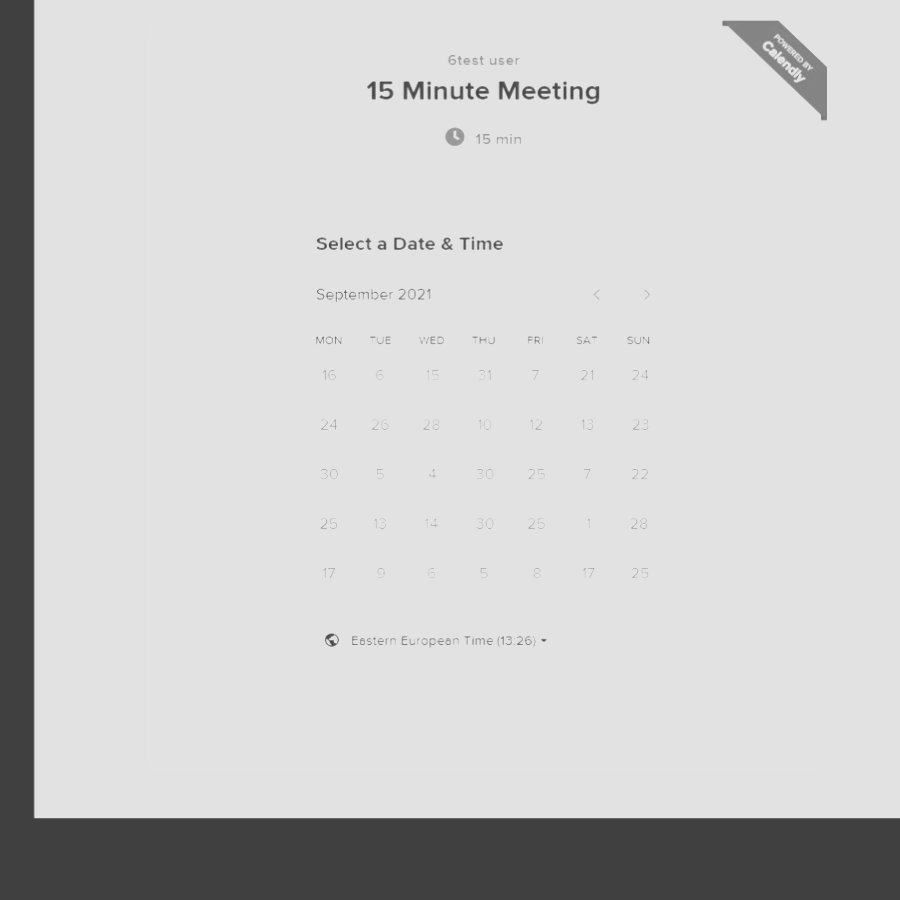 POWERED BY
Calendly
6test user
15 Minute Meeting
15 min
Select a Date & Time
September 2021
MON TUE WED THU FRI SAT SUN
16 6 15 31 7 21 24
24 26 28 10 12 13 23
30 5 4 30 25 7 22
25 13 14 30 25 1 28
17 9 6 5 8 17 25
Eastern European Time (13:26)